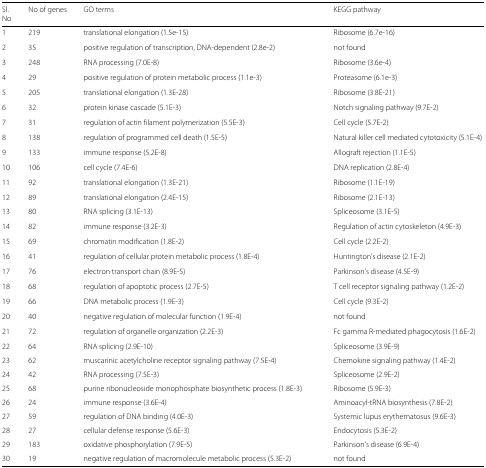 Sl. No of genes GO terms KEGG pathway
No
1 219 translational elongation (1.5e-15) Ribosome (6.7e-16)
2 35 positive regulation of transcription, DNA-dependent (2.8e-2) not found
3 248 RNA processing (7.0E-8) Ribosome (3.6e-4)
4 29 positive regulation of protein metabolic process (1.1e-3) Proteasome (6.1e-3)
5 205 translational elongation (1.3E-28) Ribosome (3.8E-21)
6 32 protein kinase cascade (5.1E-3) Notch signaling pathway (9.7E-2)
7 31 regulation of actin filament polymerization (5.5E-3) Cell cycle (5.7E-2)
8 138 regulation of programmed cell death (1.5E-5) Natural killer cell mediated cytotoxicity (5.1E-4)
9 133 immune response (5.2E-8) Allograft rejection (1.1E-5)
10 106 cell cycle (7.4E-6) DNA replication (2.8E-4)
11 92 translational elongation (1.3E-21) Ribosome (1.1E-19)
12 89 translational elongation (2.4E-15) Ribosome (2.1E-13)
13 80 RNA splicing (3.1E-13) Spliceosome (3.1E-5)
14 82 immune response (3.2E-3) Regulation of actin cytoskeleton (4.9E-3)
15 69 chromatin modification (1.8E-2) Cell cycle (2.2E-2)
16 41 regulation of cellular protein metabolic process (1.8E-4) Huntington's disease (2.1E-2)
17 76 electron transport chain (8.9E-5) Parkinson's disease (4.5E-9)
18 68 regulation of apoptotic process (2.7E-5) T cell receptor signaling pathway (1.2E-2)
19 66 DNA metabolic process (1.9E-3) Cell cycle (9.3E-2)
20 40 negative regulation of molecular function (1.9E-4) not found
21 72 regulation of organelle organization (2.2E-3) Fc gamma R-mediated phagocytosis (1.6E-2)
22 64 RNA splicing (2.9E-10) Spliceosome (3.9E-9)
23 62 muscarinic acetylcholine receptor signaling pathway (7.5E-4) Chemokine signaling pathway (1.4E-2)
24 42 RNA processing (7.5E-3) Spliceosome (2.9E-2)
25 68 purine ribonucleoside monophosphate biosynthetic process (1.8E-3) Ribosome (5.9E-3)
26 24 immune response (3.6E-4) Aminoacyl-tRNA biosynthesis (7.8E-2)
27 59 regulation of DNA binding (4.0E-3) Systemic lupus erythematosus (9.6E-3)
28 27 cellular defense response (5.6E-3) Endocytosis (5.3E-2)
29 183 oxidative phosphorylation (7.9E-5) Parkinson's disease (6.9E-4)
30 19 negative regulation of macromolecule metabolic process (5.3E-2) not found